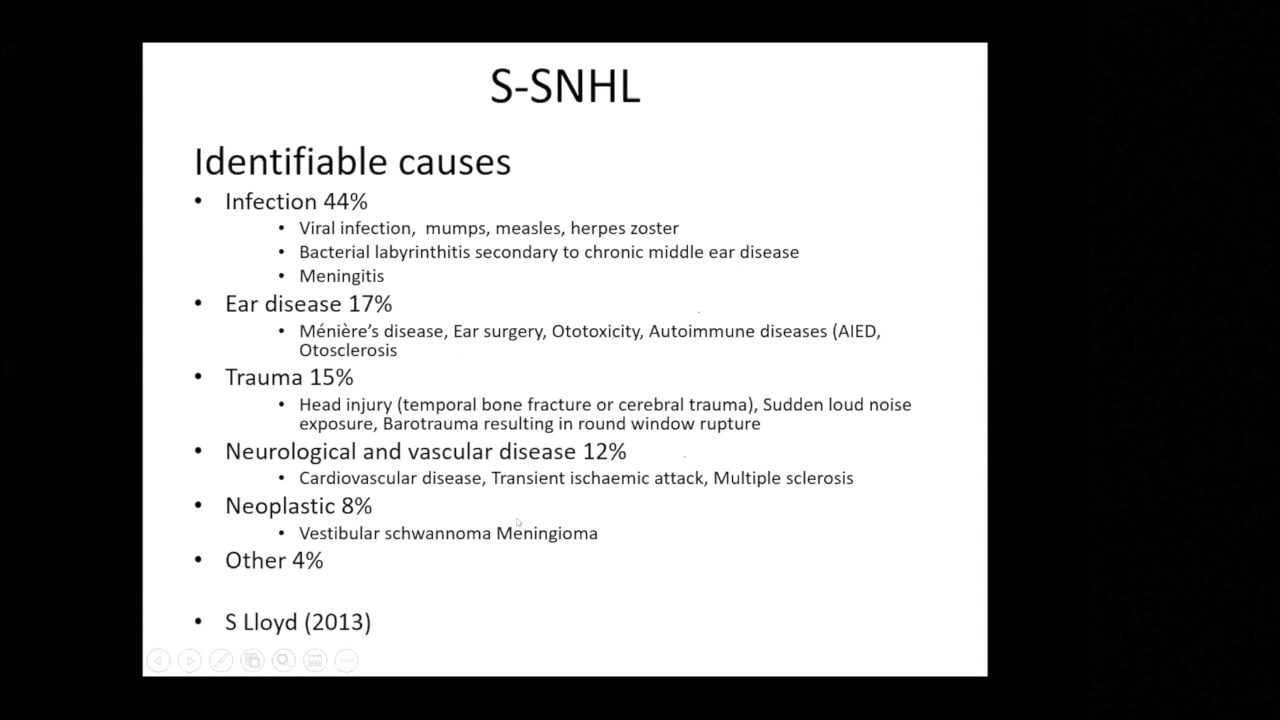 S-SNHL
Identifiable causes
• Infection 44%
• Viral infection,  mumps, measles, herpes zoster
• Bacterial labyrinthitis secondary to chronic middle ear disease
• Meningitis
• Ear disease 17%
• Ménière’s disease, Ear surgery, Ototoxicity, Autoimmune diseases (AIED,
Otosclerosis
• Trauma 15%
• Head injury (temporal bone fracture or cerebral trauma), Sudden loud noise
exposure, Barotrauma resulting in round window rupture
• Neurological and vascular disease 12%
• Cardiovascular disease, Transient ischaemic attack, Multiple sclerosis
• Neoplastic 8%
• Vestibular schwannoma Meningioma
• Other 4%
• S Lloyd (2013)